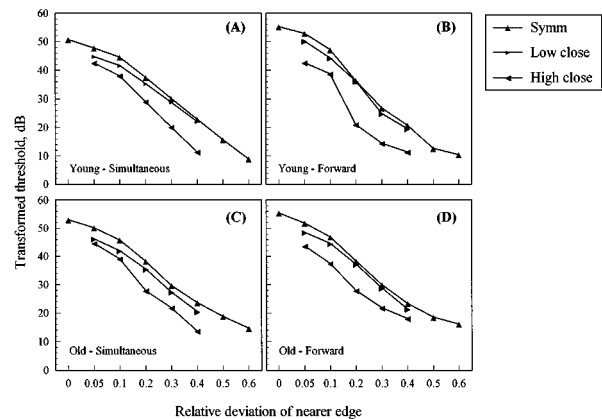 60
50
40
30
20
10
0
(A)
Young - Simultaneous
(B)
Young - Forward
Symm
Low close
High close
Transformed threshold, dB
60
50
40
30
20
10
0
(C)
Old - Simultaneous
(D)
Old - Forward
0 0.05 0.1 0.2 0.3 0.4 0.5 0.6
0 0.05 0.1 0.2 0.3 0.4 0.5 0.6
Relative deviation of nearer edge